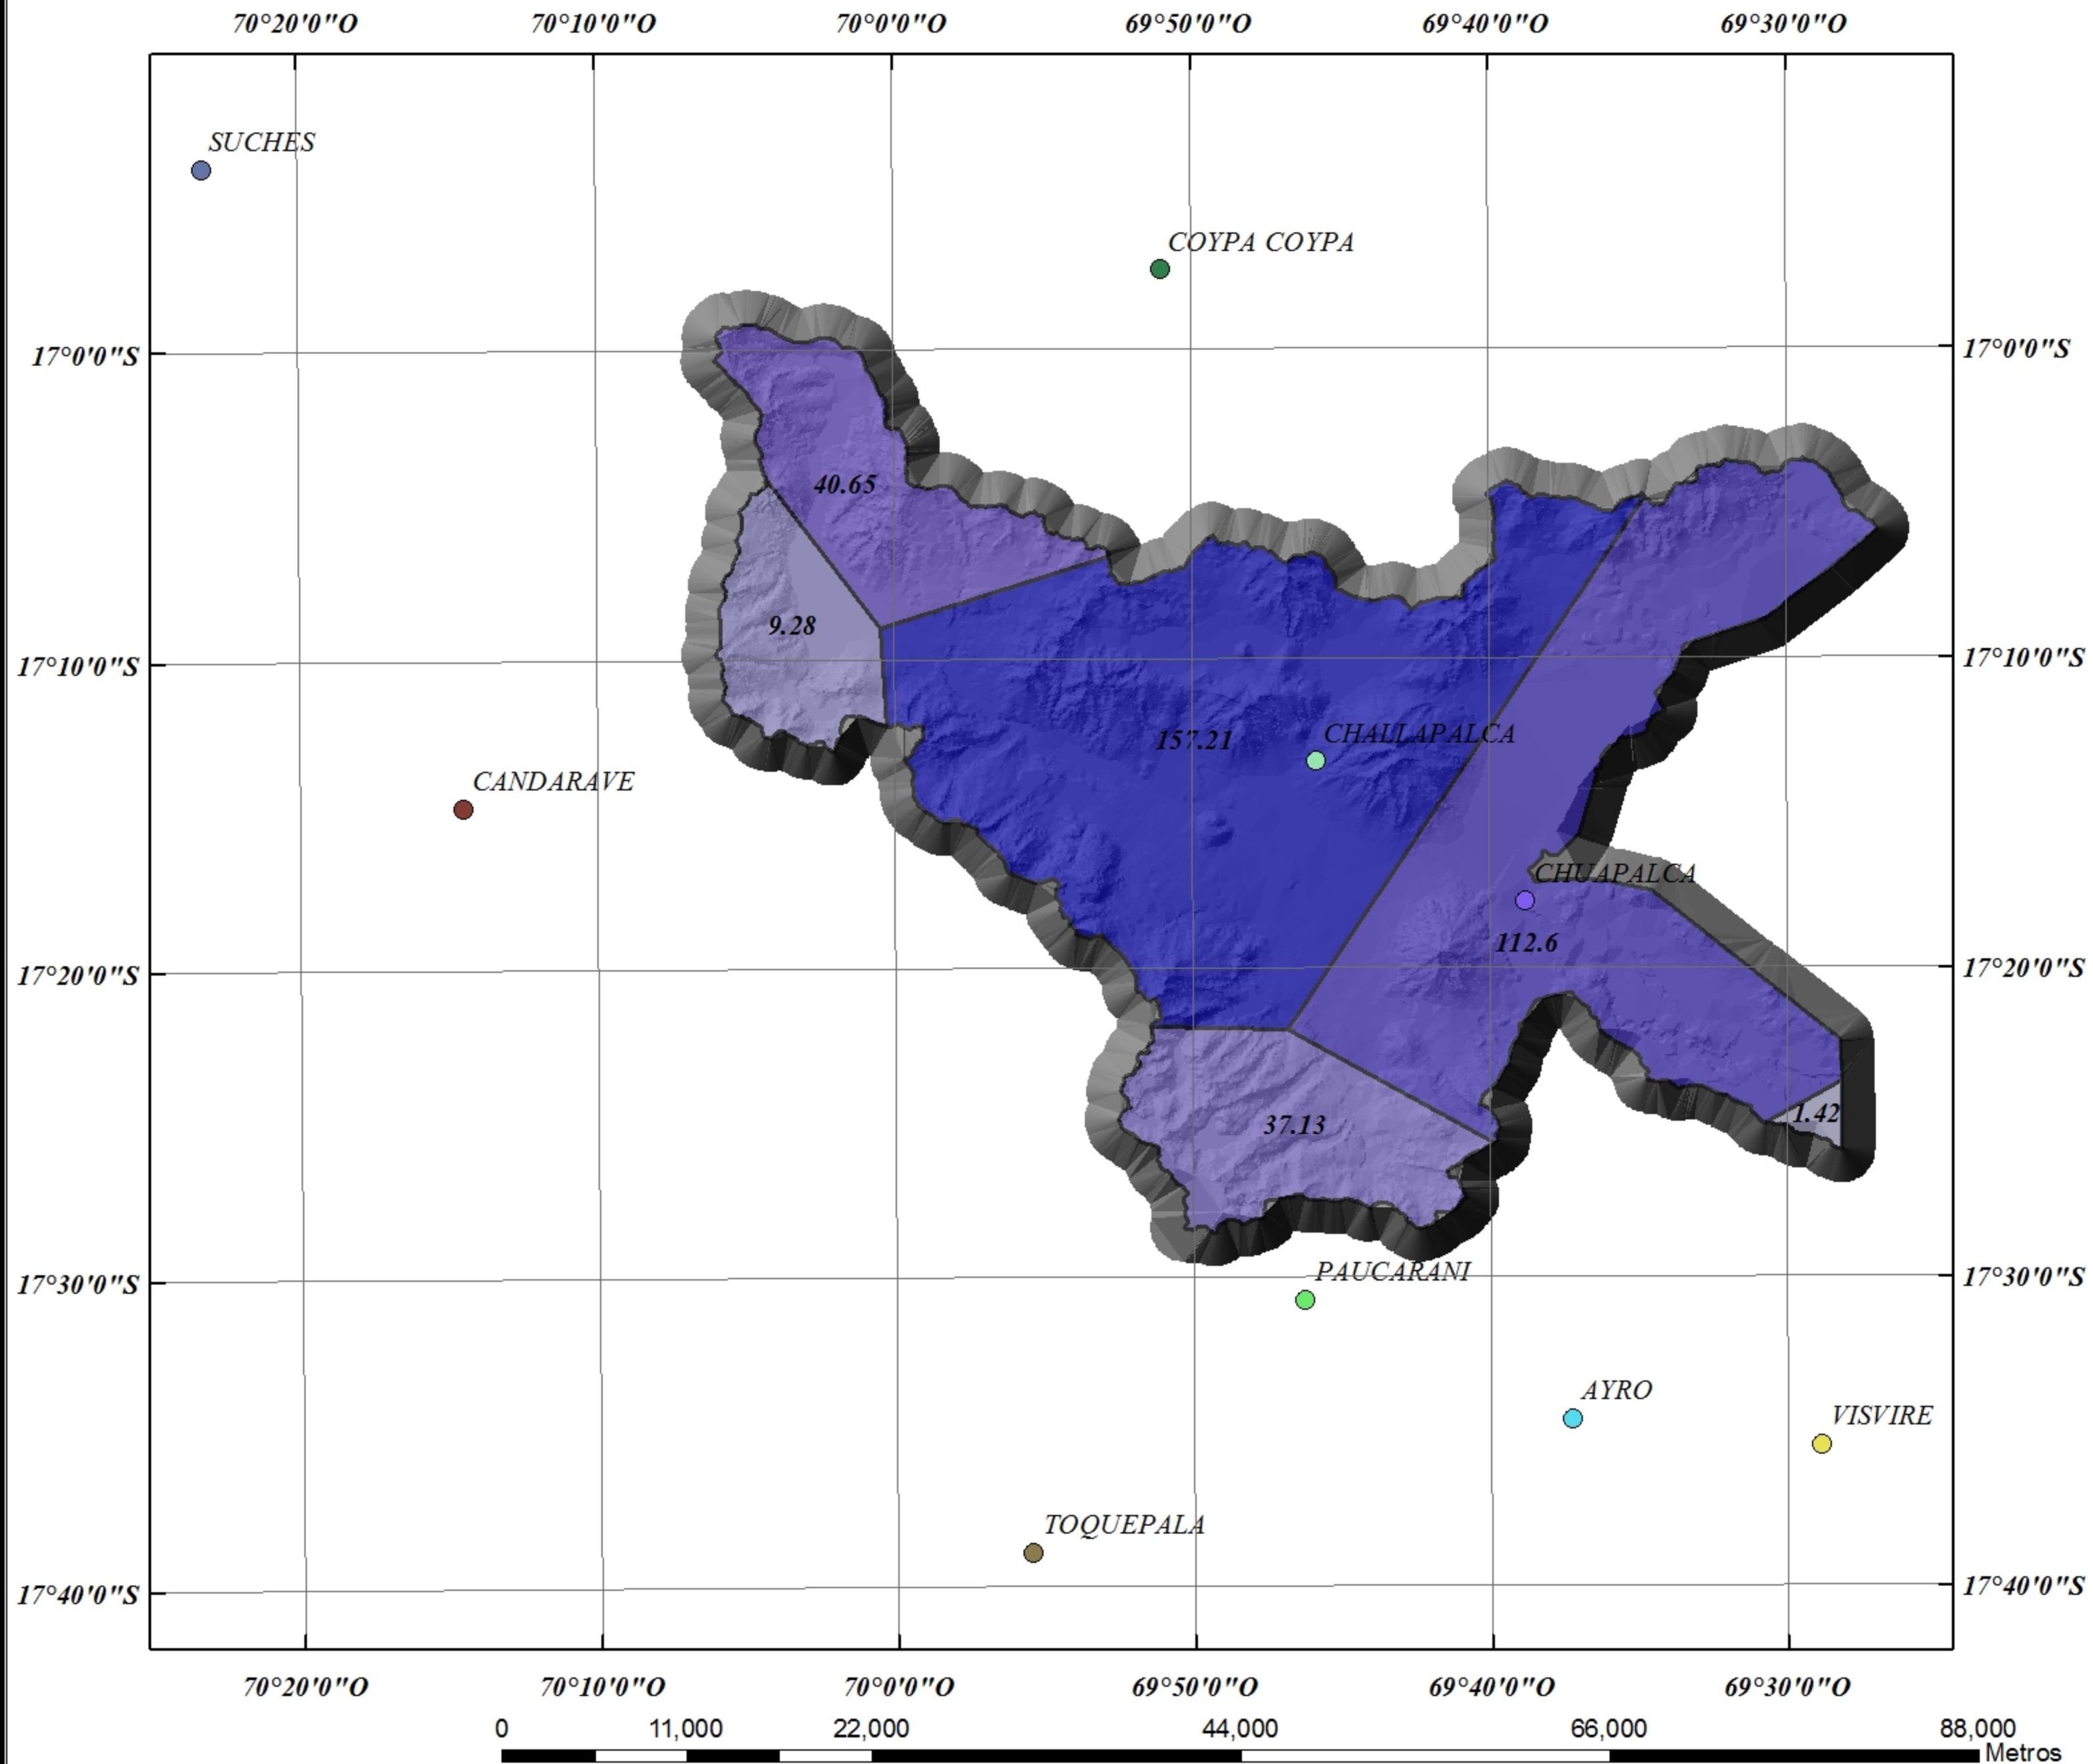 70°20'0"O 70°10'0"O 70°0'0"O 69°50'0"O 69°40'0"O 69°30'0"O
SUCHES
COYPA COYPA
17°0'0"S 17°0'0"S
40.65
9.28
17°10'0"S 17°10'0"S
157.21
CHALLAPALCA
CANDARAVE
CHUAPALCA
112.6
17°20'0"S 17°20'0"S
1.42
37.13
PAUCARANI
17°30'0"S 17°30'0"S
AYRO
VISVIRE
TOQUEPALA
17°40'0"S 17°40'0"S
70°20'0"O 70°10'0"O 70°0'0"O 69°50'0"O 69°40'0"O 69°30'0"O
0 11,000 22,000 44,000 66,000 88,000
Metros